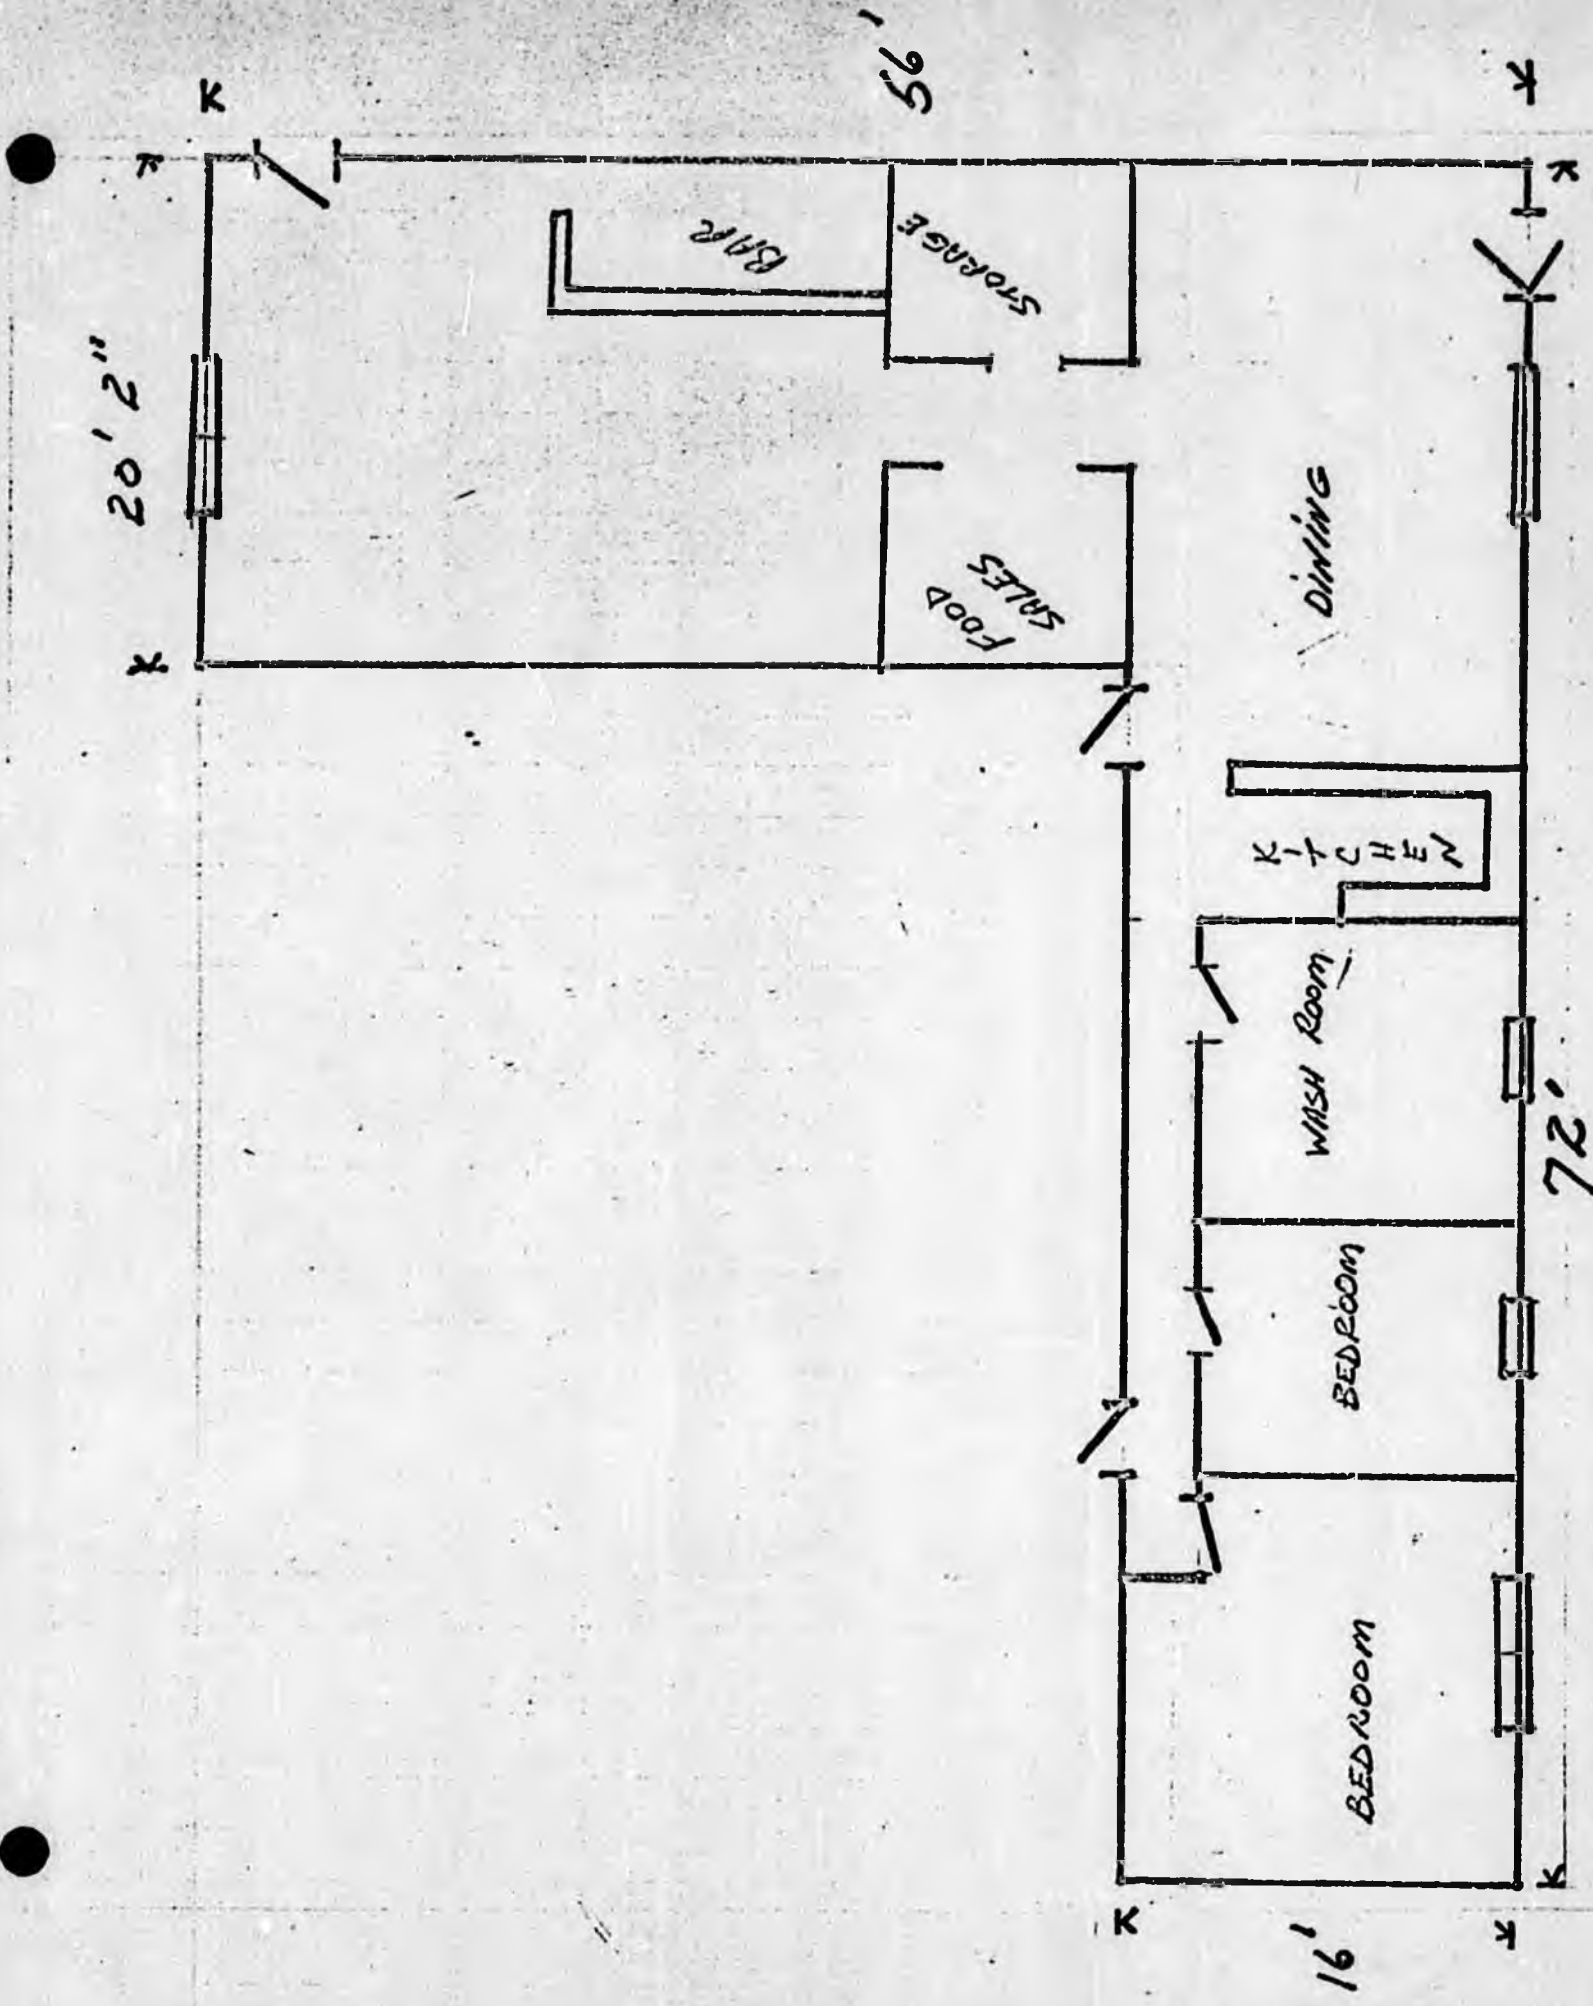 56'
20' 2"
BAR
STORAGE
FOOD
SALES
DINING
KITCHEN
WASH ROOM
BEDROOM
BEDROOM
72'
16'